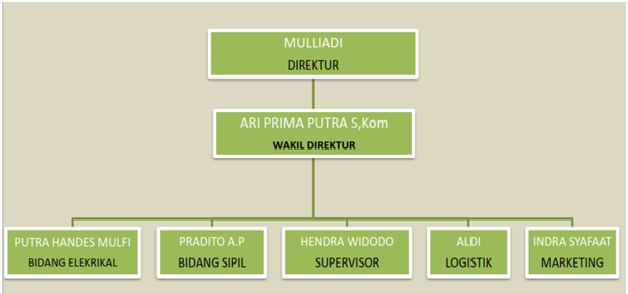 MULLIADI
DIREKTUR
ARI PRIMA PUTRA S,Kom
WAKIL DIREKTUR
PUTRA HANDES MULFI
BIDANG ELEKRIKAL
PRADITO A.P
BIDANG SIPIL
HENDRA WIDODO
SUPERVISOR
ALDI
LOGISTIK
INDRA SYAFAAT
MARKETING